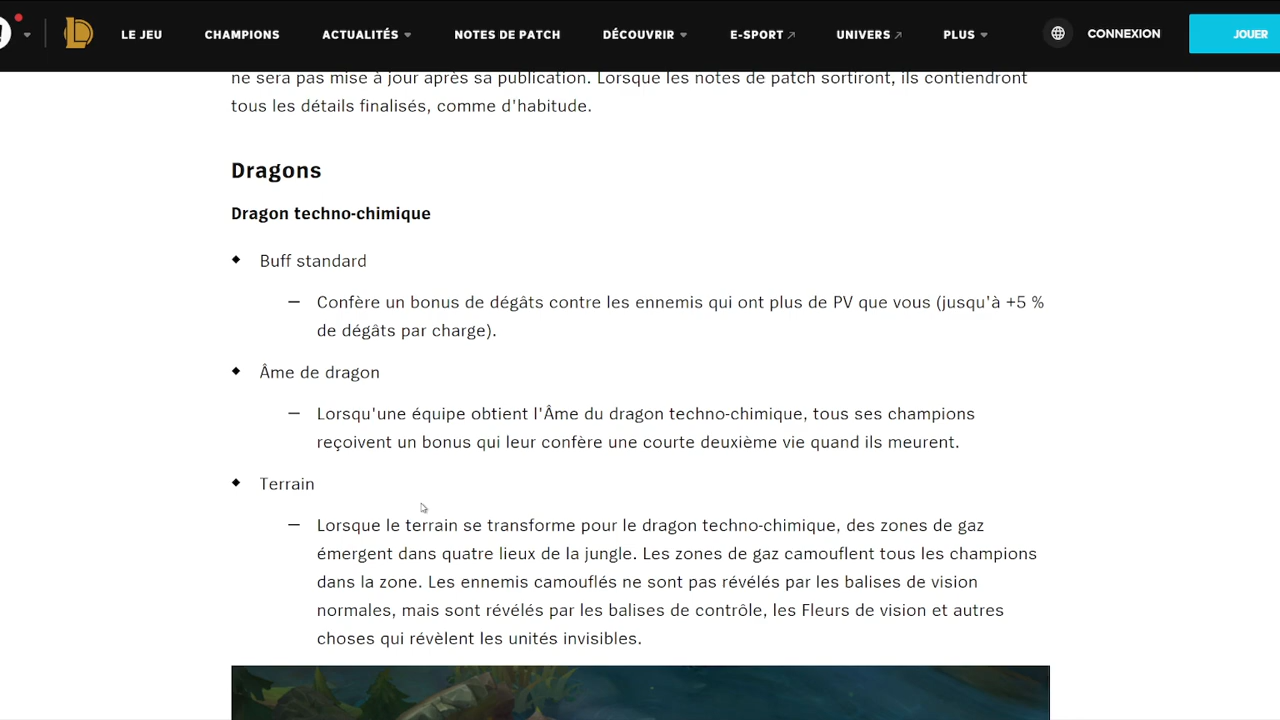 LE JEU CHAMPIONS ACTUALITÉS NOTES DE PATCH DÉCOUVRIR E-SPORT UNIVERS PLUS CONNEXION JOUER
ne sera pas mise à jour après sa publication. Lorsque les notes de patch sortiront, ils contiendront
tous les détails finalisés, comme d'habitude.
Dragons
Dragon techno-chimique
Buff standard
— Confère un bonus de dégâts contre les ennemis qui ont plus de PV que vous (jusqu'à +5 %
de dégâts par charge).
Âme de dragon
— Lorsqu'une équipe obtient l'Âme du dragon techno-chimique, tous ses champions
reçoivent un bonus qui leur confère une courte deuxième vie quand ils meurent.
Terrain
— Lorsque le terrain se transforme pour le dragon techno-chimique, des zones de gaz
émergent dans quatre lieux de la jungle. Les zones de gaz camouflent tous les champions
dans la zone. Les ennemis camouflés ne sont pas révélés par les balises de vision
normales, mais sont révélés par les balises de contrôle, les Fleurs de vision et autres
choses qui révèlent les unités invisibles.